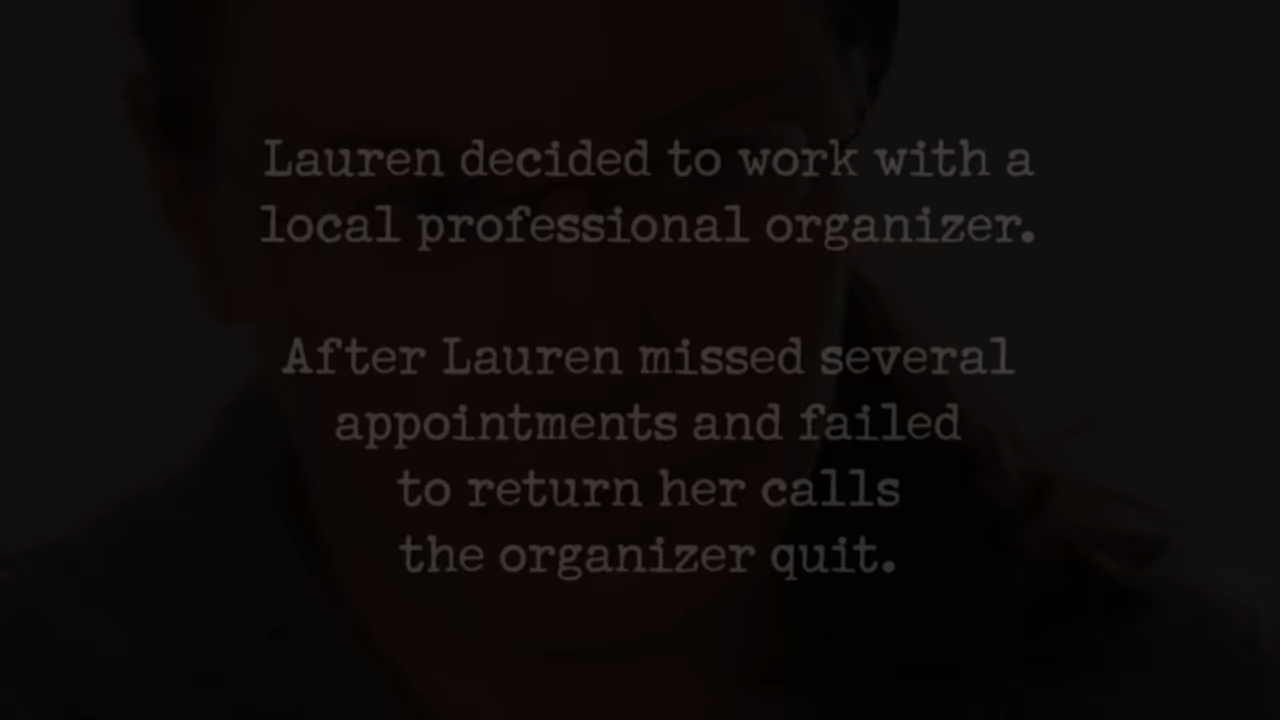 Lauren decided to work with a
local professional organizer.
After Lauren missed several
appointments and failed
to return her calls
the organizer quit.